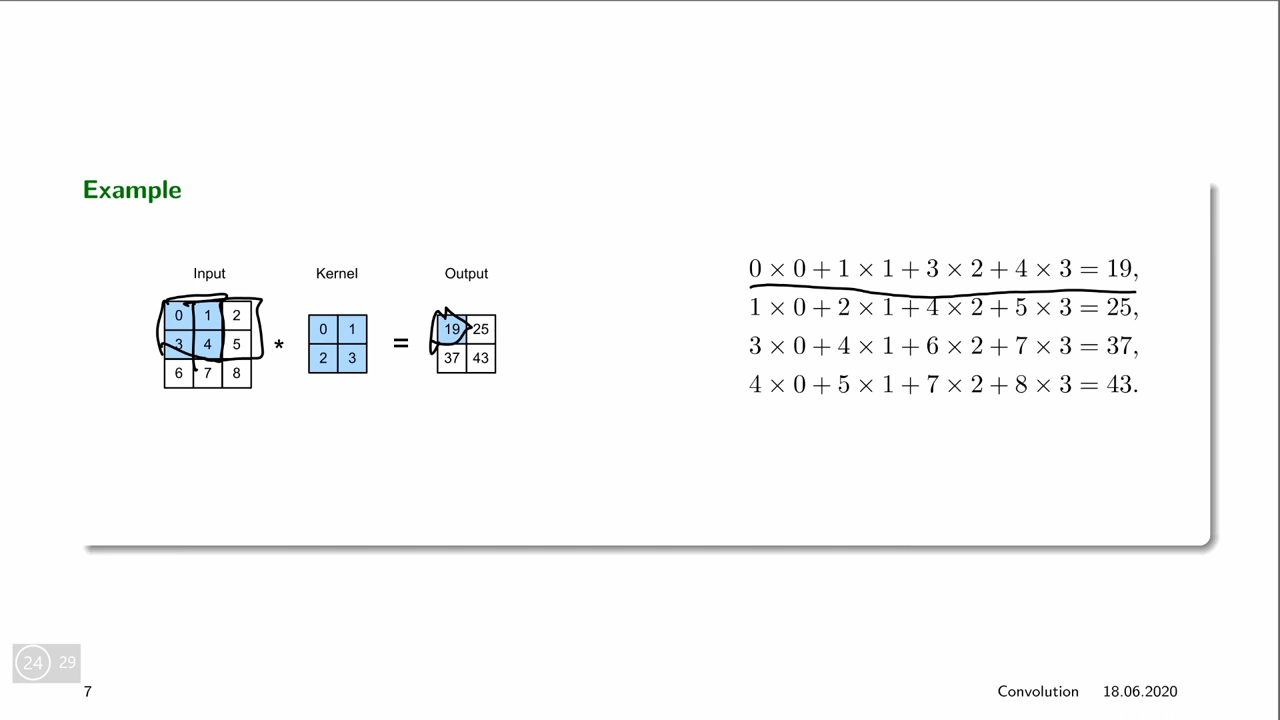 Example
Input Kernel Output
0 1 2
3 4 5
6 7 8
*
0 1
2 3
=
19 25
37 43
0 × 0 + 1 × 1 + 3 × 2 + 4 × 3 = 19,
1 × 0 + 2 × 1 + 4 × 2 + 5 × 3 = 25,
3 × 0 + 4 × 1 + 6 × 2 + 7 × 3 = 37,
4 × 0 + 5 × 1 + 7 × 2 + 8 × 3 = 43.
24 29
7 Convolution 18.06.2020